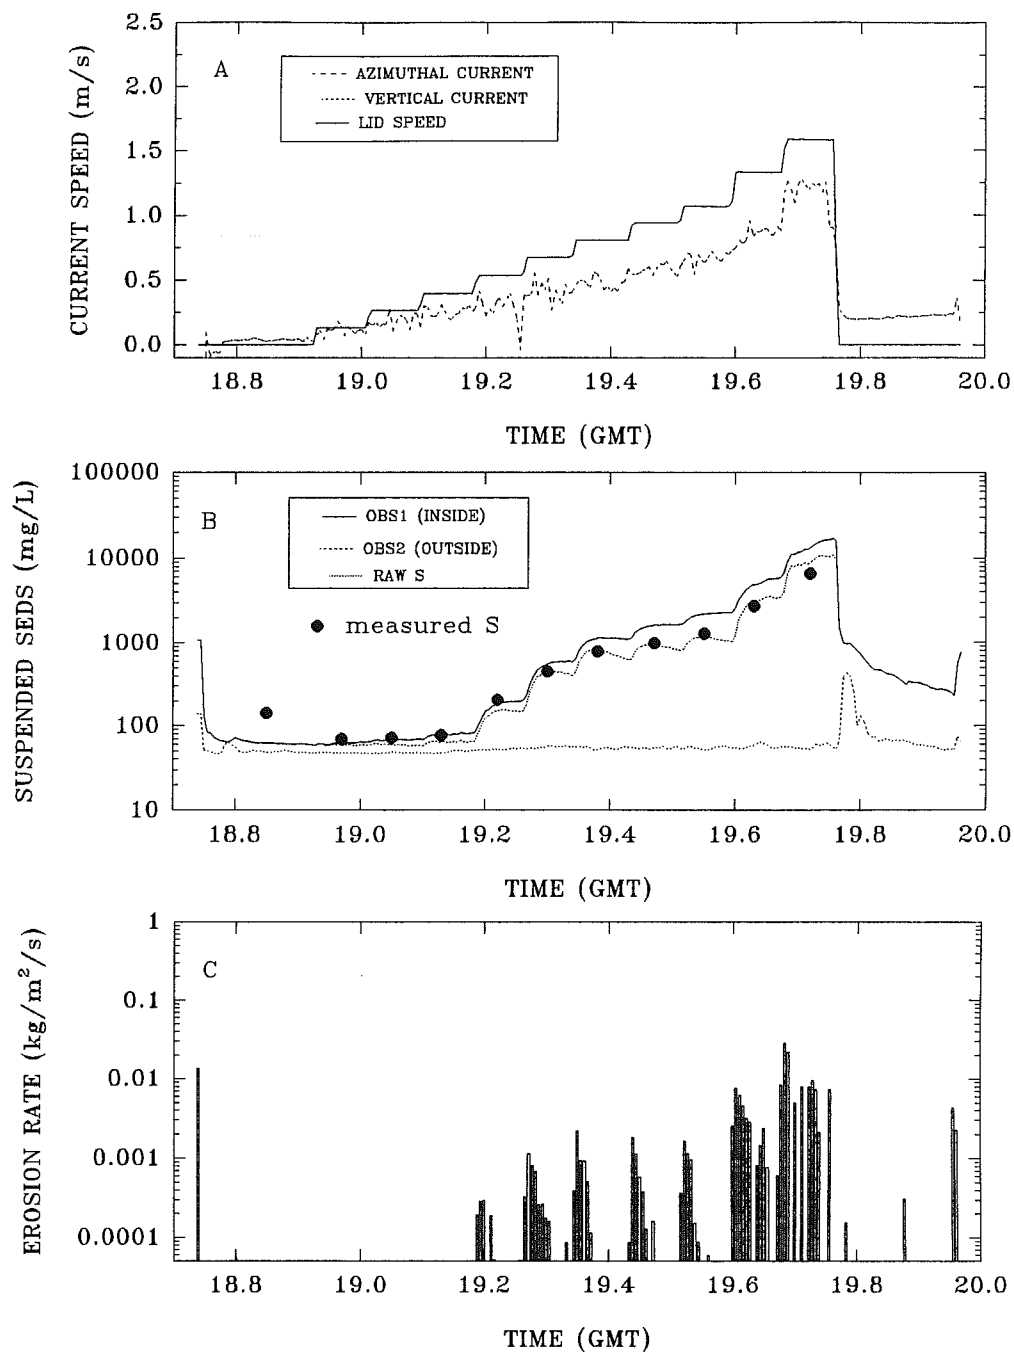 CURRENT SPEED (m/s)
2.5
2.0
1.5
1.0
0.5
0.0
A
AZIMUTHAL CURRENT
VERTICAL CURRENT
LID SPEED
18.8 19.0 19.2 19.4 19.6 19.8 20.0
TIME (GMT)
SUSPENDED SEDS (mg/L)
100000
10000
1000
100
10
B
OBS1 (INSIDE)
OBS2 (OUTSIDE)
RAW S
measured S
18.8 19.0 19.2 19.4 19.6 19.8 20.0
TIME (GMT)
EROSION RATE (kg/m²/s)
1
0.1
0.01
0.001
0.0001
C
18.8 19.0 19.2 19.4 19.6 19.8 20.0
TIME (GMT)